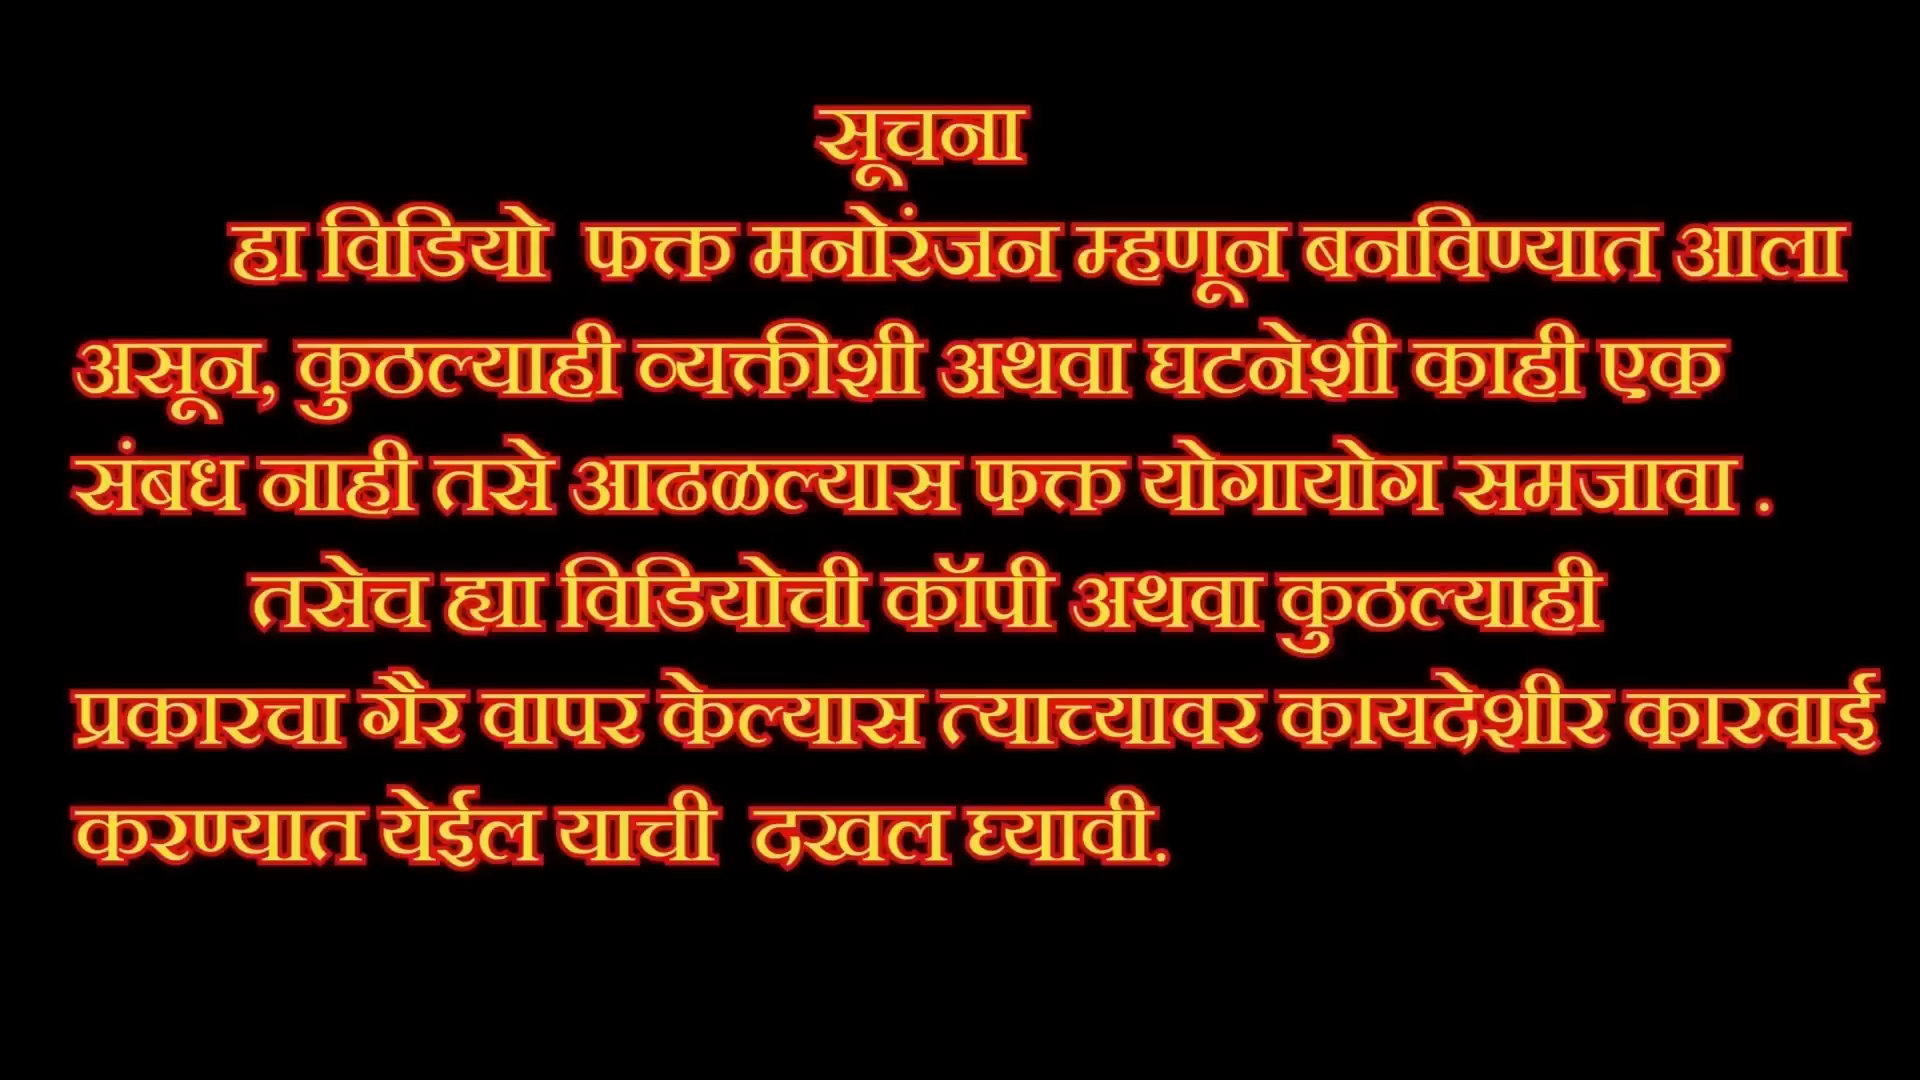 सूचना
हा विडियो फक्त मनोरंजन म्हणून बनविण्यात आला
असून, कुठल्याही व्यक्तीशी अथवा घटनेशी काही एक
संबध नाही तसे आढळल्यास फक्त योगायोग समजावा .
तसेच ह्या विडियोची कॉपी अथवा कुठल्याही
प्रकारचा गैर वापर केल्यास त्याच्यावर कायदेशीर कारवाई
करण्यात येईल याची दखल घ्यावी.